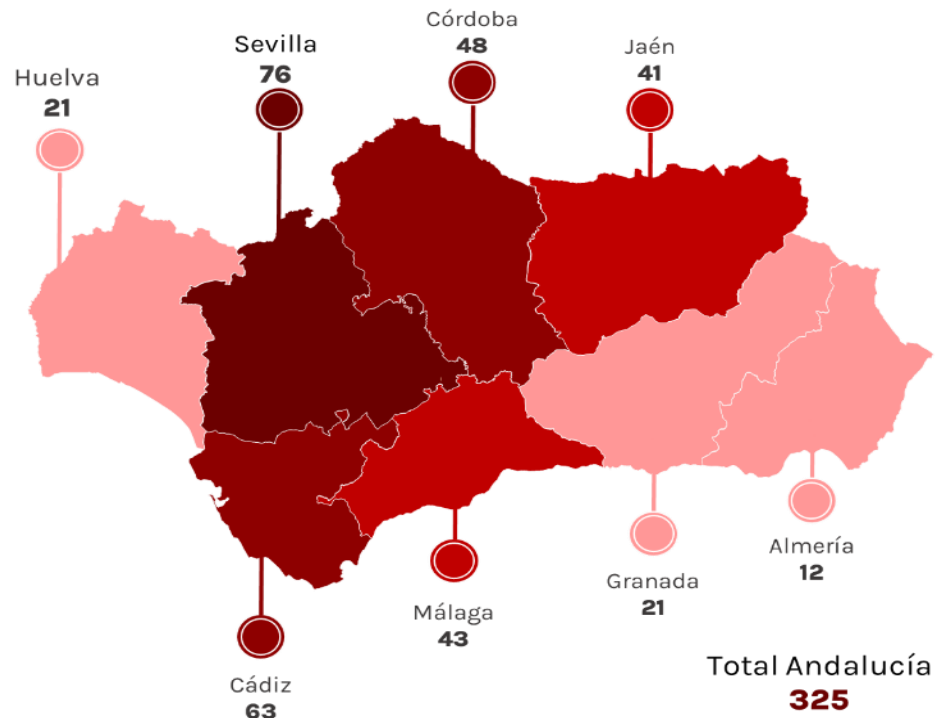 Córdoba
48
Sevilla
76
Jaén
41
Huelva
21
Almería
12
Granada
21
Málaga
43
Cádiz
63
Total Andalucía
325